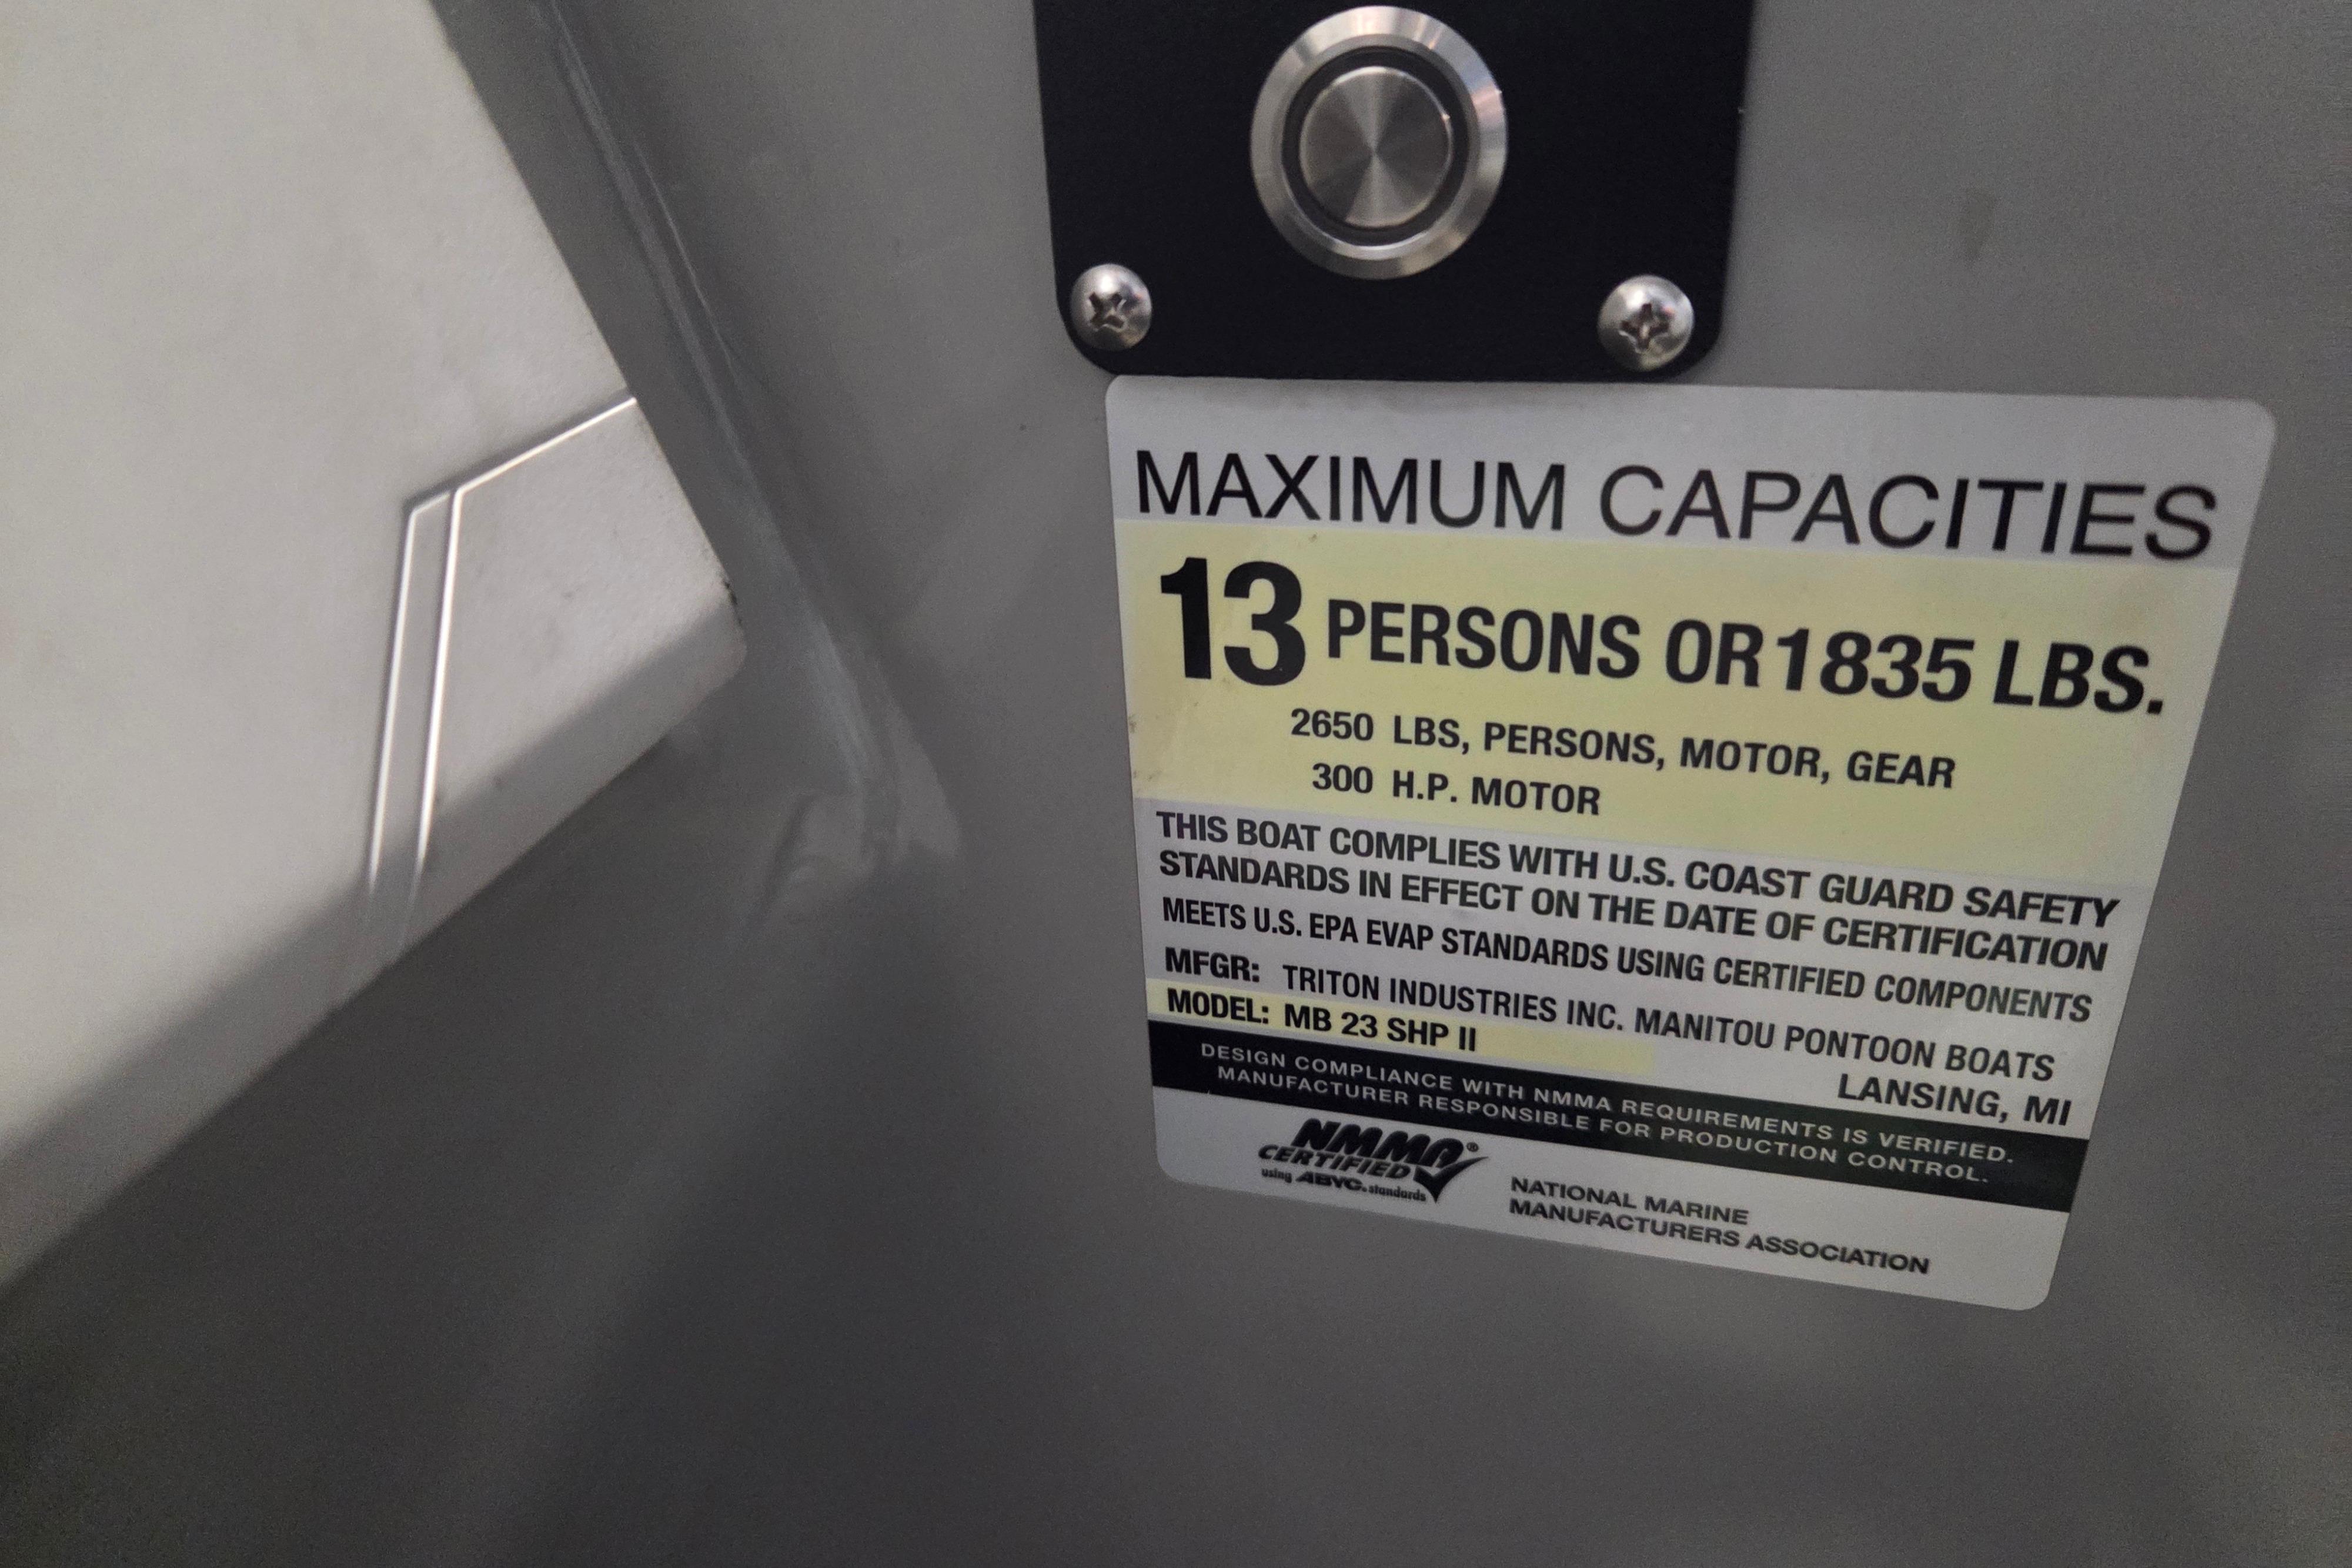 MAXIMUM CAPACITIES
13 PERSONS OR 1835 LBS.
2650 LBS, PERSONS, MOTOR, GEAR
300 H.P. MOTOR
THIS BOAT COMPLIES WITH U.S. COAST GUARD SAFETY
STANDARDS IN EFFECT ON THE DATE OF CERTIFICATION
MEETS U.S. EPA EVAP STANDARDS USING CERTIFIED COMPONENTS
MFGR: TRITON INDUSTRIES INC. MANITOU PONTOON BOATS
LANSING, MI
MODEL: MB 23 SHP II
DESIGN COMPLIANCE WITH NMMA REQUIREMENTS IS VERIFIED.
MANUFACTURER RESPONSIBLE FOR PRODUCTION CONTROL.
NMMA®
CERTIFIED
using ABYC. standards
NATIONAL MARINE
MANUFACTURERS ASSOCIATION